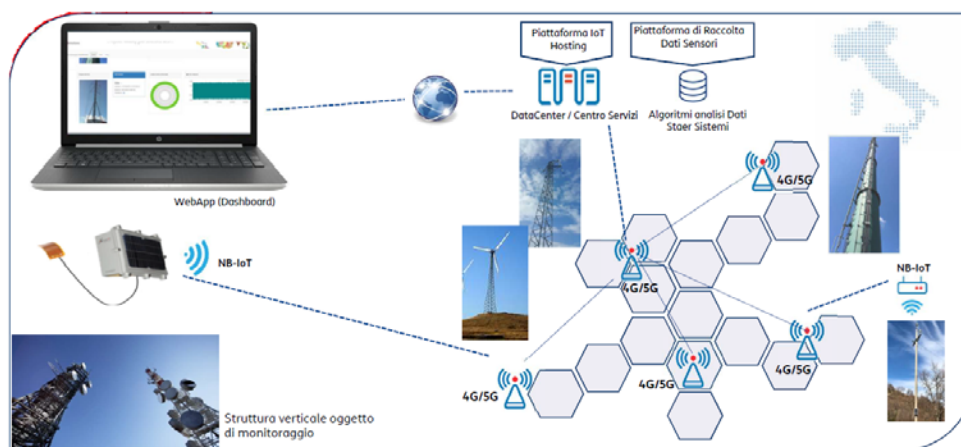 Piattaforma IoT
Hosting
Piattaforma di Raccolta
Dati Sensori
DataCenter / Centro Servizi
Algoritmi analisi Dati
Staer Sistemi
WebApp (Dashboard)
4G/5G
NB-IoT
4G/5G
NB-IoT
4G/5G
4G/5G
4G/5G
Struttura verticale oggetto
di monitoraggio